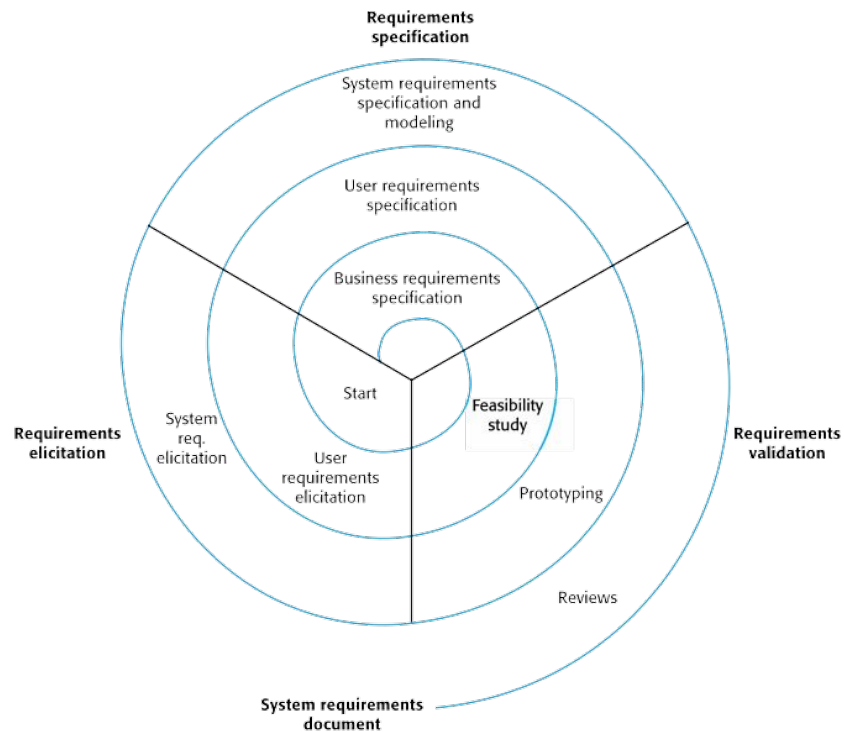 Requirements
specification
System requirements
specification and
modeling
User requirements
specification
Business requirements
specification
Start
Feasibility
study
Requirements
elicitation
System
req.
elicitation
User
requirements
elicitation
Requirements
validation
Prototyping
Reviews
System requirements
document